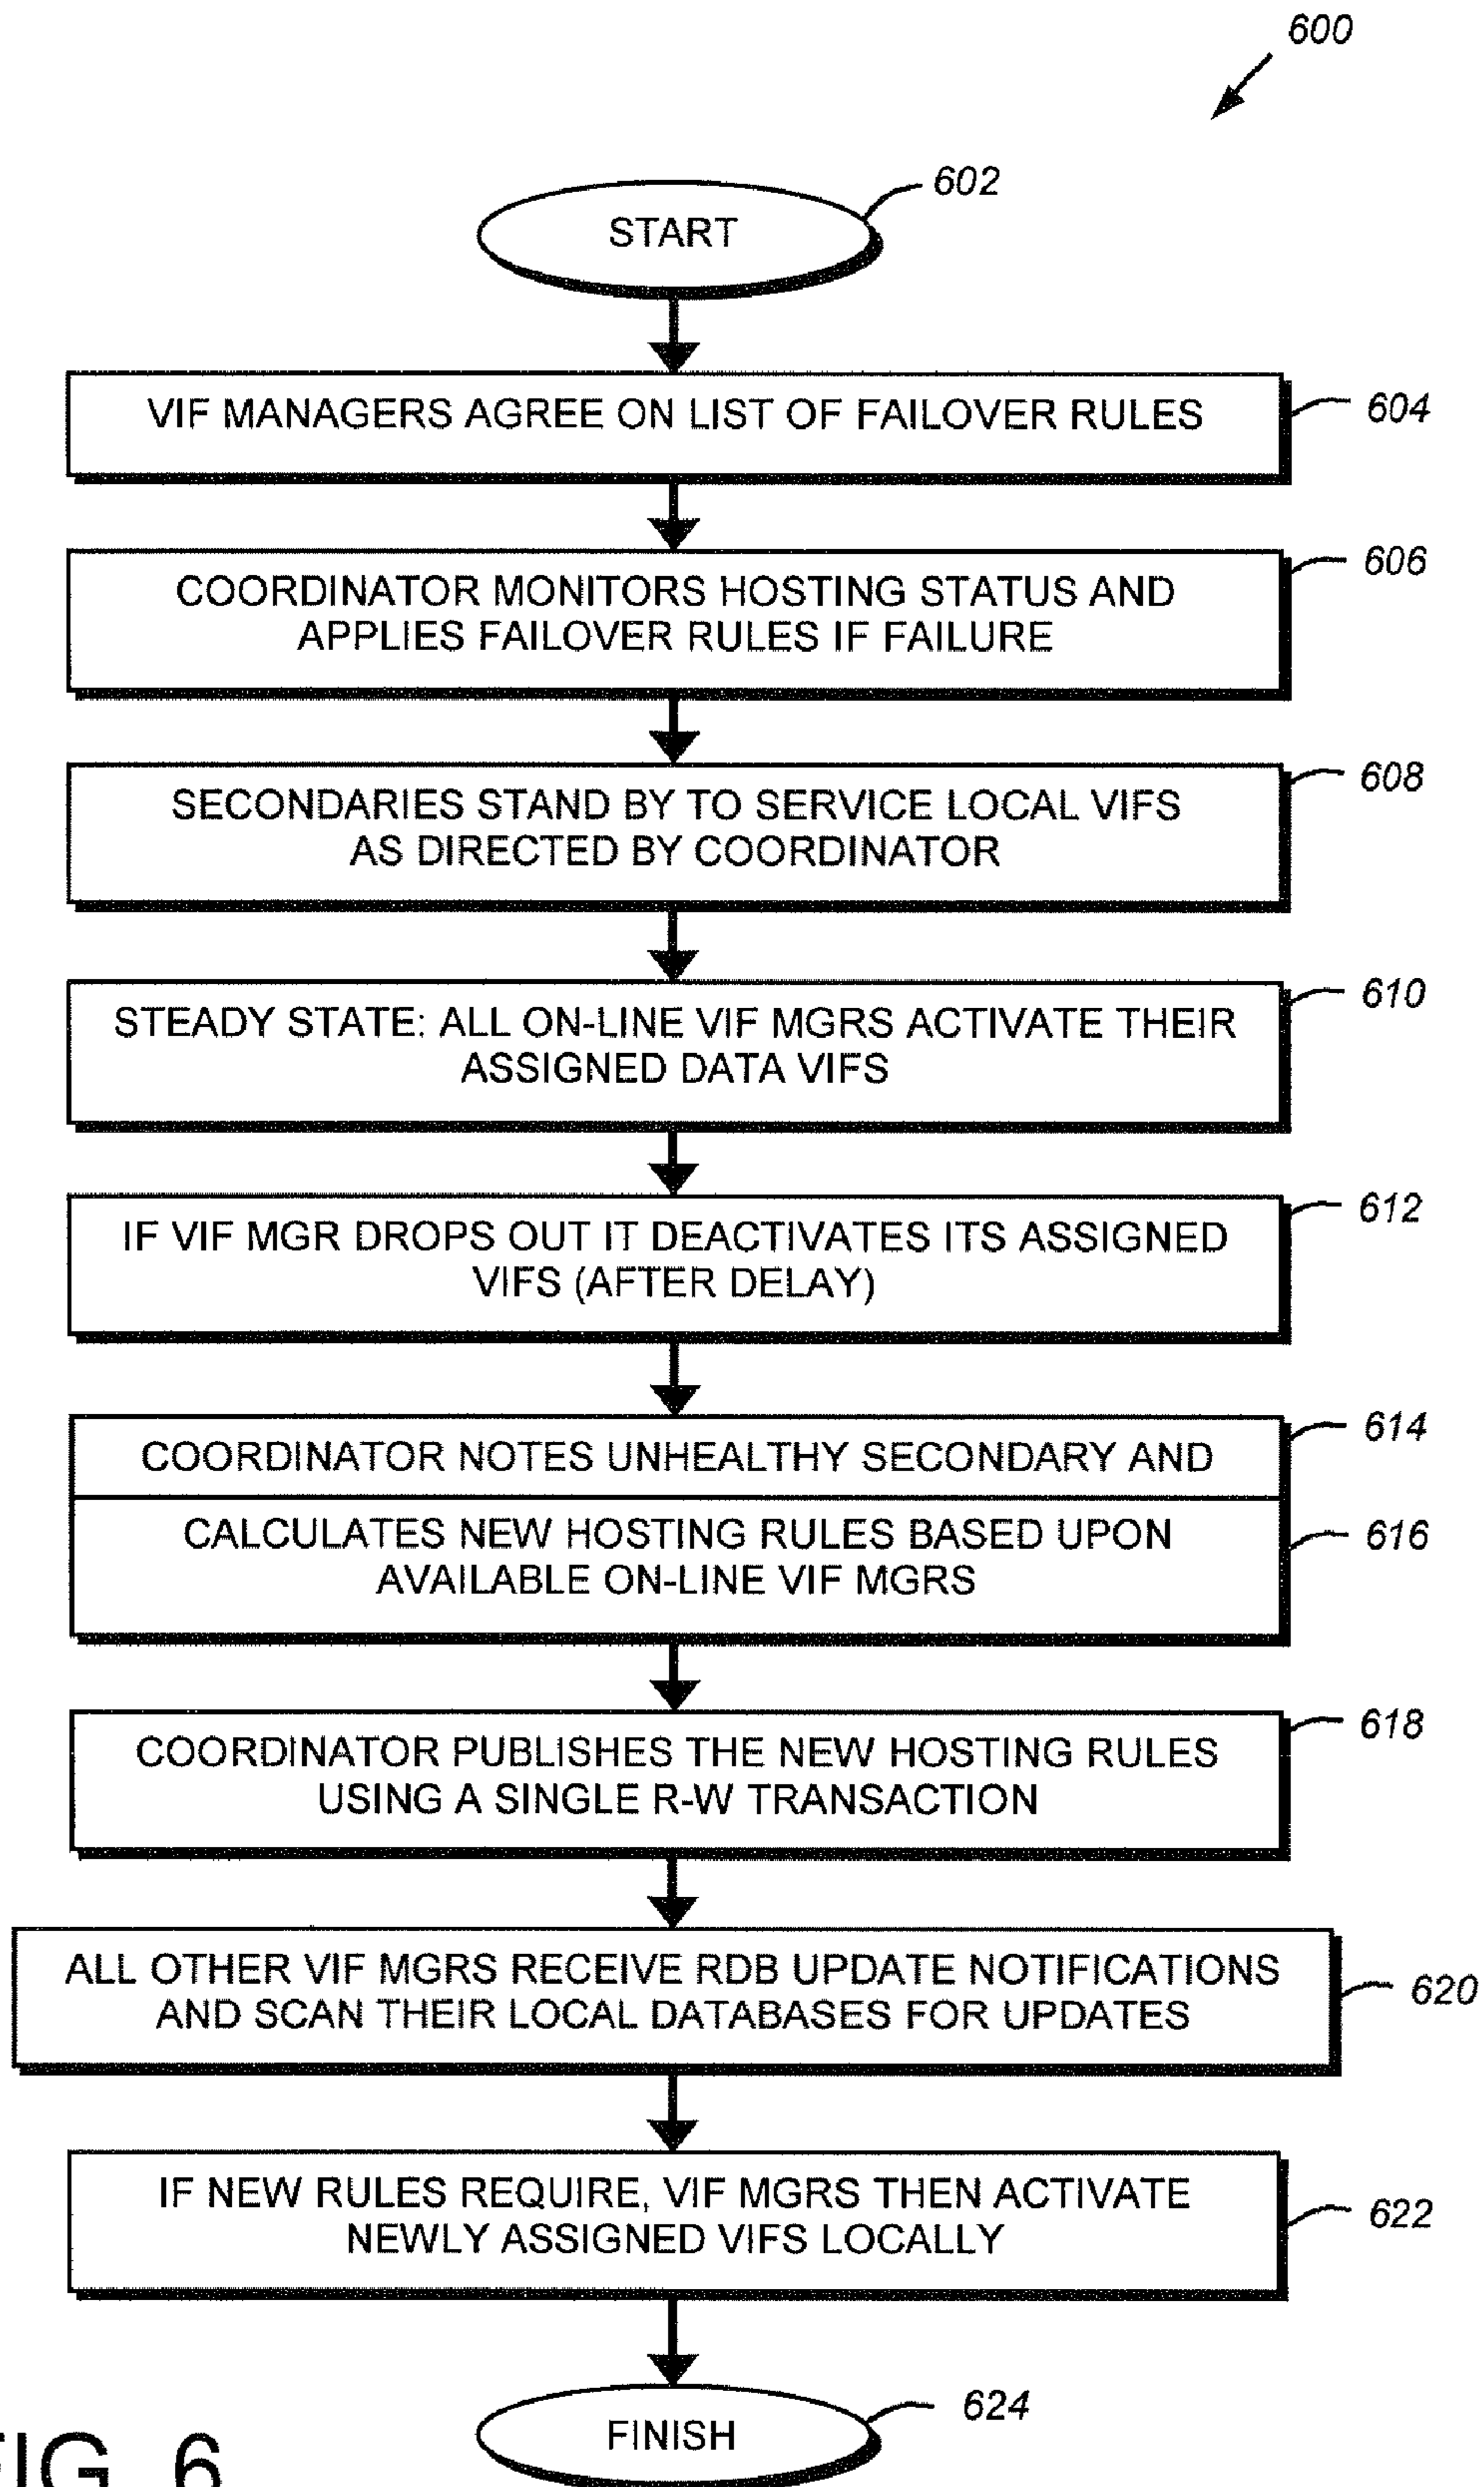 600
START
602
VIF MANAGERS AGREE ON LIST OF FAILOVER RULES
604
COORDINATOR MONITORS HOSTING STATUS AND
APPLIES FAILOVER RULES IF FAILURE
606
SECONDARIES STAND BY TO SERVICE LOCAL VIFS
AS DIRECTED BY COORDINATOR
608
STEADY STATE: ALL ON-LINE VIF MGRS ACTIVATE THEIR
ASSIGNED DATA VIFS
610
IF VIF MGR DROPS OUT IT DEACTIVATES ITS ASSIGNED
VIFS (AFTER DELAY)
612
COORDINATOR NOTES UNHEALTHY SECONDARY AND
614
CALCULATES NEW HOSTING RULES BASED UPON
AVAILABLE ON-LINE VIF MGRS
616
COORDINATOR PUBLISHES THE NEW HOSTING RULES
USING A SINGLE R-W TRANSACTION
618
ALL OTHER VIF MGRS RECEIVE RDB UPDATE NOTIFICATIONS
AND SCAN THEIR LOCAL DATABASES FOR UPDATES
620
IF NEW RULES REQUIRE, VIF MGRS THEN ACTIVATE
NEWLY ASSIGNED VIFS LOCALLY
622
FINISH
624
FIG. 6